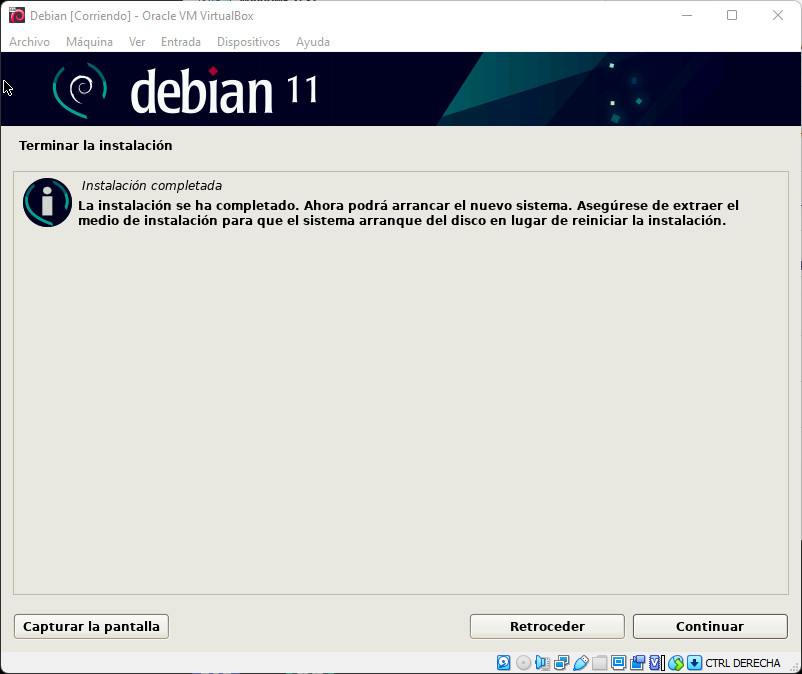 Debian [Corriendo] - Oracle VM VirtualBox
Archivo Máquina Ver Entrada Dispositivos Ayuda
debian 11
Terminar la instalación
Instalación completada
La instalación se ha completado. Ahora podrá arrancar el nuevo sistema. Asegúrese de extraer el
medio de instalación para que el sistema arranque del disco en lugar de reiniciar la instalación.
Capturar la pantalla Retroceder Continuar
CTRL DERECHA